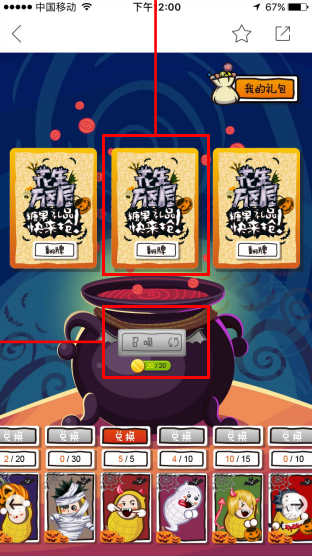 中国移动 下午2:00 67%
我的礼包
花生 花生 花生
万圣屋 万圣屋 万圣屋
糖果礼品 糖果礼品 糖果礼品
快来抢! 快来抢! 快来抢!
翻牌 翻牌 翻牌
召唤
20/20
兑换 兑换 兑换 兑换 兑换 兑换
2/20 0/30 5/5 4/10 10/15 0/10